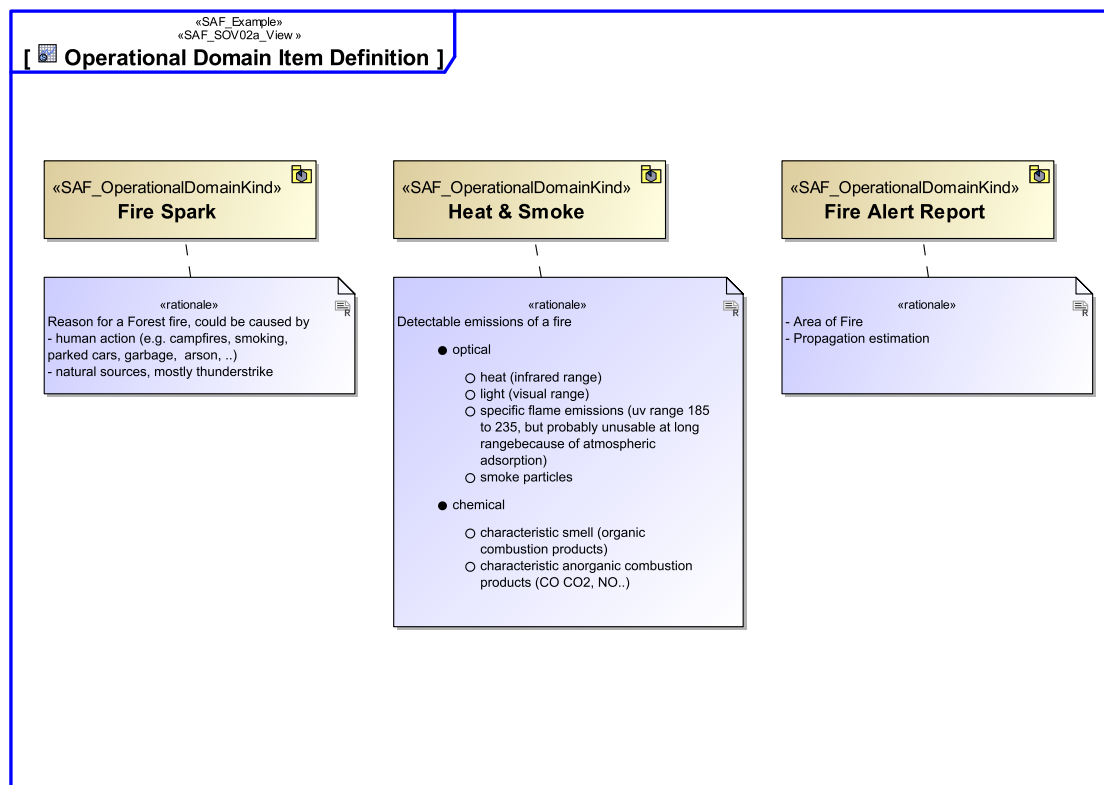 «SAF_Example»
«SAF_SOV02a_View»
[ Operational Domain Item Definition ]
«SAF_OperationalDomainKind»
Fire Spark
«rationale»
Reason for a Forest fire, could be caused by
- human action (e.g. campfires, smoking,
parked cars, garbage, arson, ..)
- natural sources, mostly thunderstrike
R
«SAF_OperationalDomainKind»
Heat & Smoke
«rationale»
Detectable emissions of a fire
● optical
○ heat (infrared range)
○ light (visual range)
○ specific flame emissions (uv range 185
to 235, but probably unusable at long
rangebecause of atmospheric
adsorption)
○ smoke particles
● chemical
○ characteristic smell (organic
combustion products)
○ characteristic anorganic combustion
products (CO CO2, NO..)
R
«SAF_OperationalDomainKind»
Fire Alert Report
«rationale»
- Area of Fire
- Propagation estimation
R